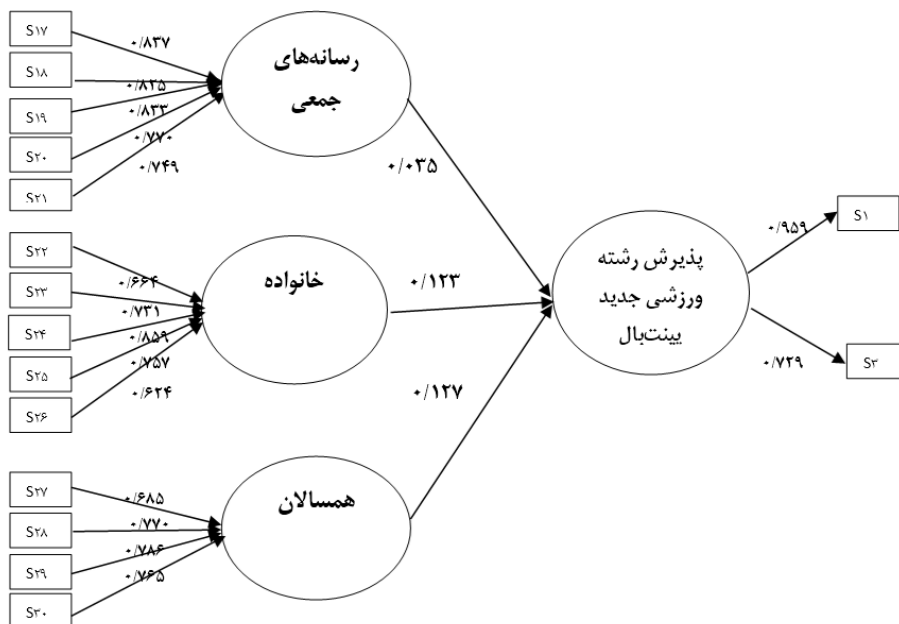 S۱۷
S۱۸
S۱۹
S۲۰
S۲۱
۰/۸۳۷
۰/۸۲۵
۰/۸۳۳
۰/۷۷۰
۰/۷۴۹
رسانه‌های
جمعی
۰/۰۳۵
S۲۲
S۲۳
S۲۴
S۲۵
S۲۶
۰/۶۶۴
۰/۷۳۱
۰/۸۵۹
۰/۷۵۷
۰/۶۲۴
خانواده
۰/۱۲۳
S۲۷
S۲۸
S۲۹
S۳۰
۰/۶۸۵
۰/۷۷۰
۰/۷۸۶
۰/۷۶۵
همسالان
۰/۱۲۷
پذیرش رشته
ورزشی جدید
پینت‌بال
۰/۹۵۹
S۱
۰/۷۲۹
S۳